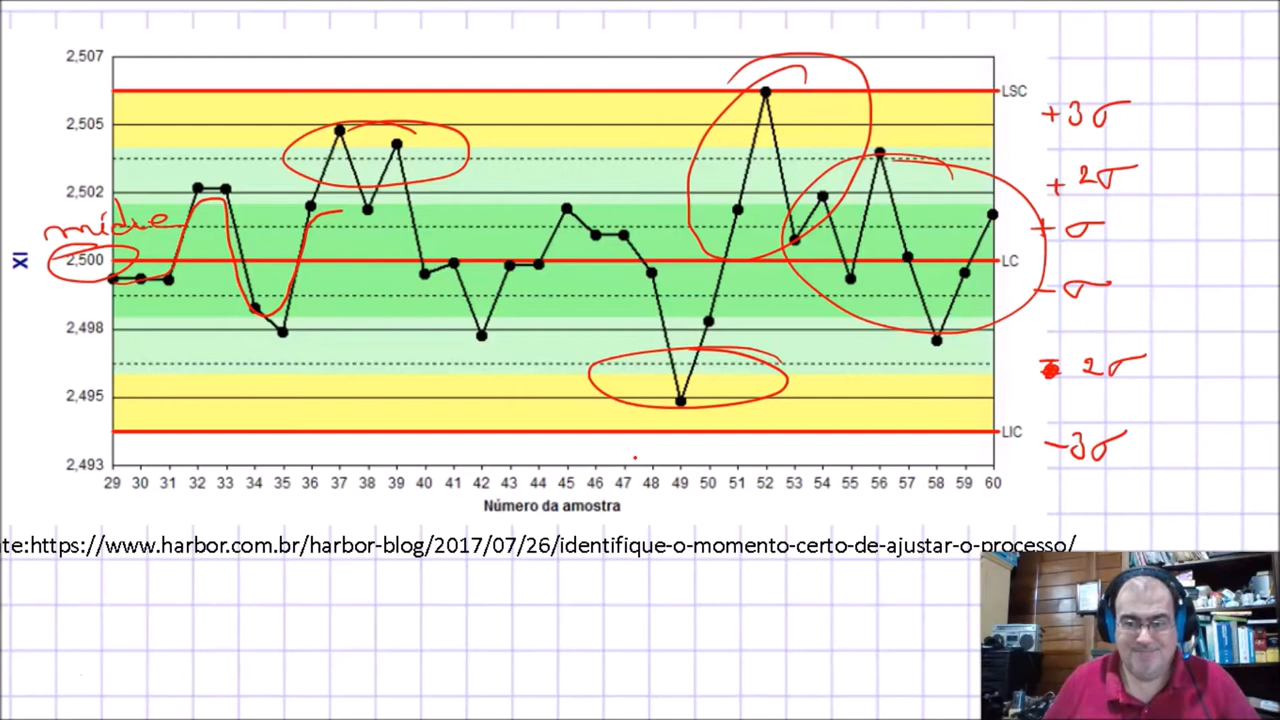 2,507
LSC
+3σ
2,505
+2σ
2,502
média
+σ
XI
2,500
LC
-σ
2,498
2σ
2,495
LIC
-3σ
2,493
29 30 31 32 33 34 35 36 37 38 39 40 41 42 43 44 45 46 47 48 49 50 51 52 53 54 55 56 57 58 59 60
Número da amostra
te:https://www.harbor.com.br/harbor-blog/2017/07/26/identifique-o-momento-certo-de-ajustar-o-processo/